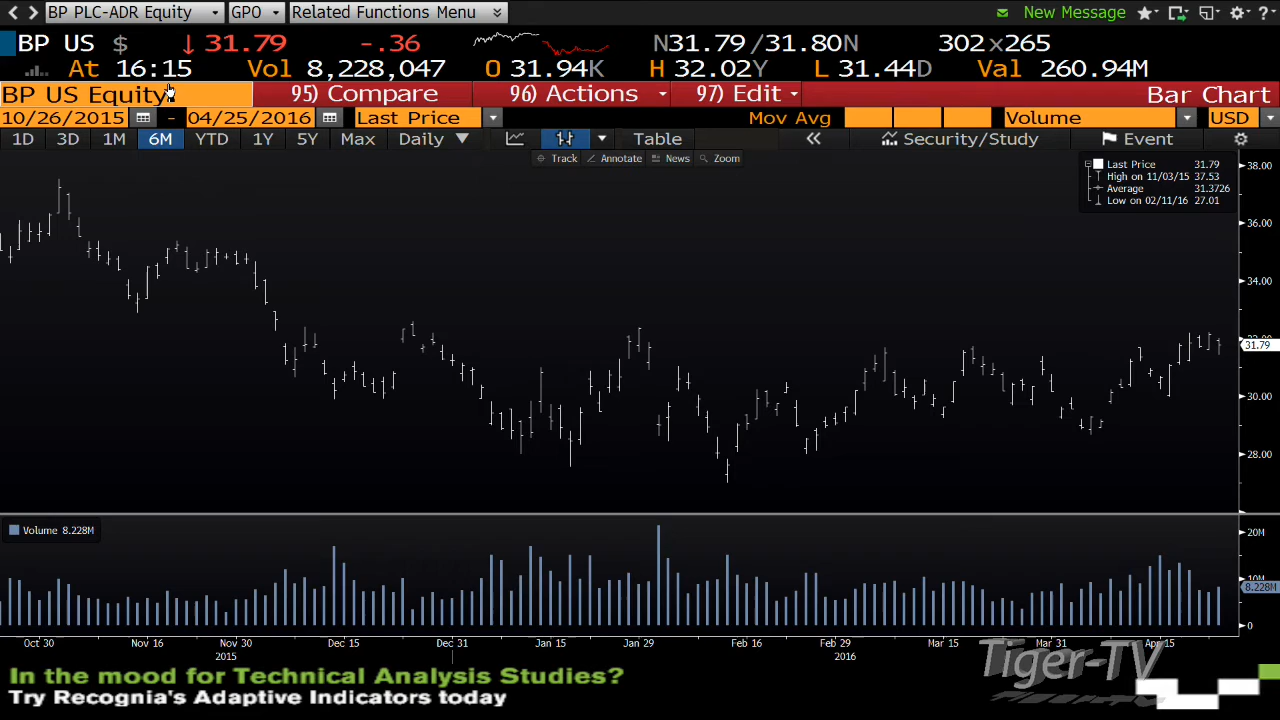 BP PLC-ADR Equity GPO Related Functions Menu New Message
BP US $ ↓31.79 -.36 N31.79/31.80N 302x265
At 16:15 Vol 8,228,047 O 31.94K H 32.02Y L 31.44D Val 260.94M
BP US Equity 95) Compare 96) Actions 97) Edit Bar Chart
10/26/2015 - 04/25/2016 Last Price Mov Avg Volume USD
1D 3D 1M 6M YTD 1Y 5Y Max Daily Table Security/Study Event
Track Annotate News Zoom
Last Price 31.79
High on 11/03/15 37.53
Average 31.3726
Low on 02/11/16 27.01
38.00
36.00
34.00
31.79
30.00
28.00
Volume 8.228M
20M
10M
8.228M
0
Oct 30 Nov 16 Nov 30 Dec 15 Dec 31 Jan 15 Jan 29 Feb 16 Feb 29 Mar 15 Mar 31 Apr 15
2015 2016
In the mood for Technical Analysis Studies?
Try Recognia's Adaptive Indicators today
Tiger-TV